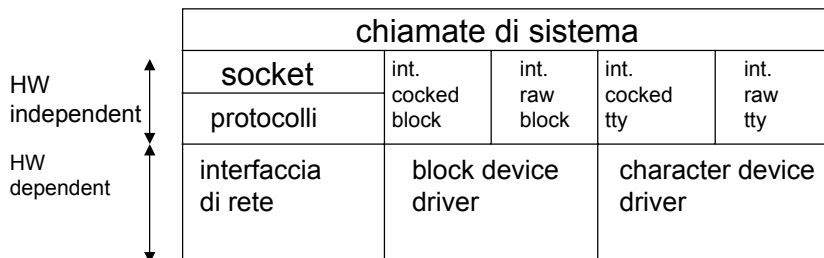 chiamate di sistema
HW
independent
socket
protocolli
int.
cocked
block
int.
raw
block
int.
cocked
tty
int.
raw
tty
HW
dependent
interfaccia
di rete
block device
driver
character device
driver